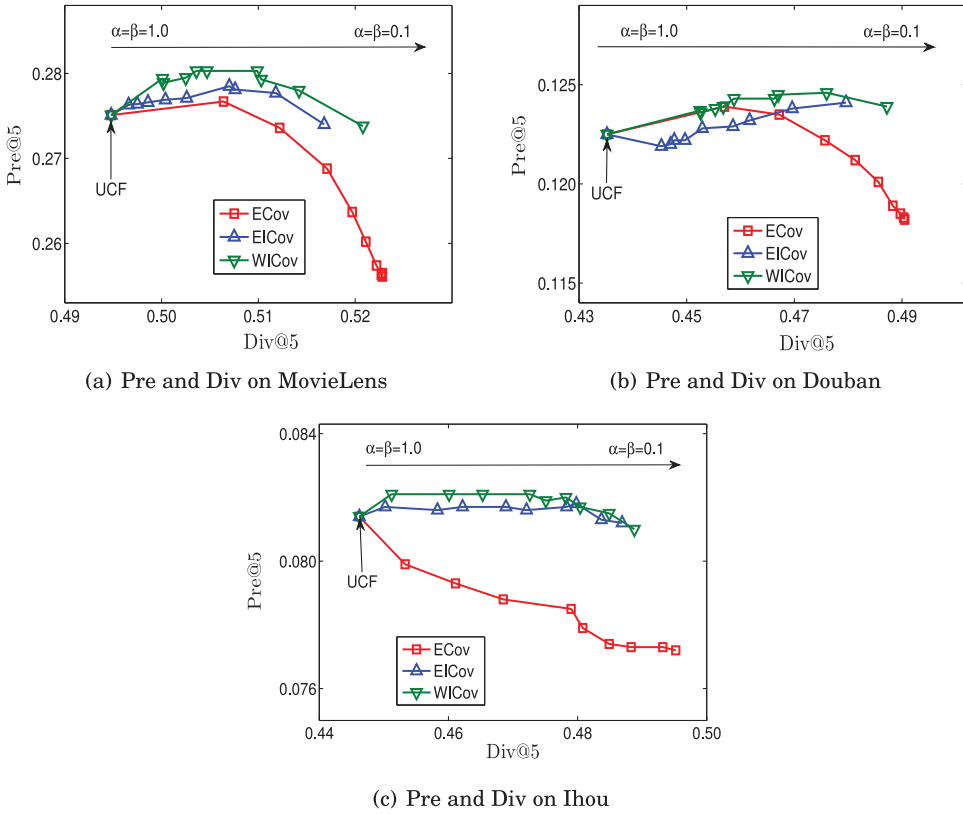 α=β=1.0 α=β=0.1
0.28
0.27
0.26
Pre@5
UCF
ECov
EICov
WICov
0.49 0.50 0.51 0.52
Div@5
(a) Pre and Div on MovieLens
α=β=1.0 α=β=0.1
0.125
0.120
0.115
Pre@5
UCF
ECov
EICov
WICov
0.43 0.45 0.47 0.49
Div@5
(b) Pre and Div on Douban
0.084
α=β=1.0 α=β=0.1
0.080
0.076
Pre@5
UCF
ECov
EICov
WICov
0.44 0.46 0.48 0.50
Div@5
(c) Pre and Div on Ihou